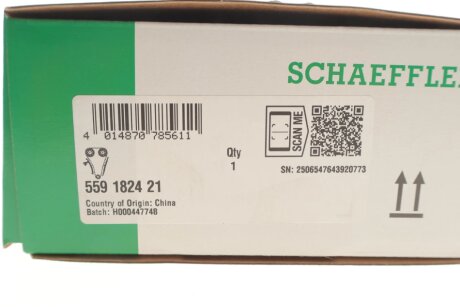 SCHAEFFLE
4 014870 785611
SCAN ME
Qty
1
SN: 2506547643920773
559 1824 21
Country of Origin: China
Batch: H000447748